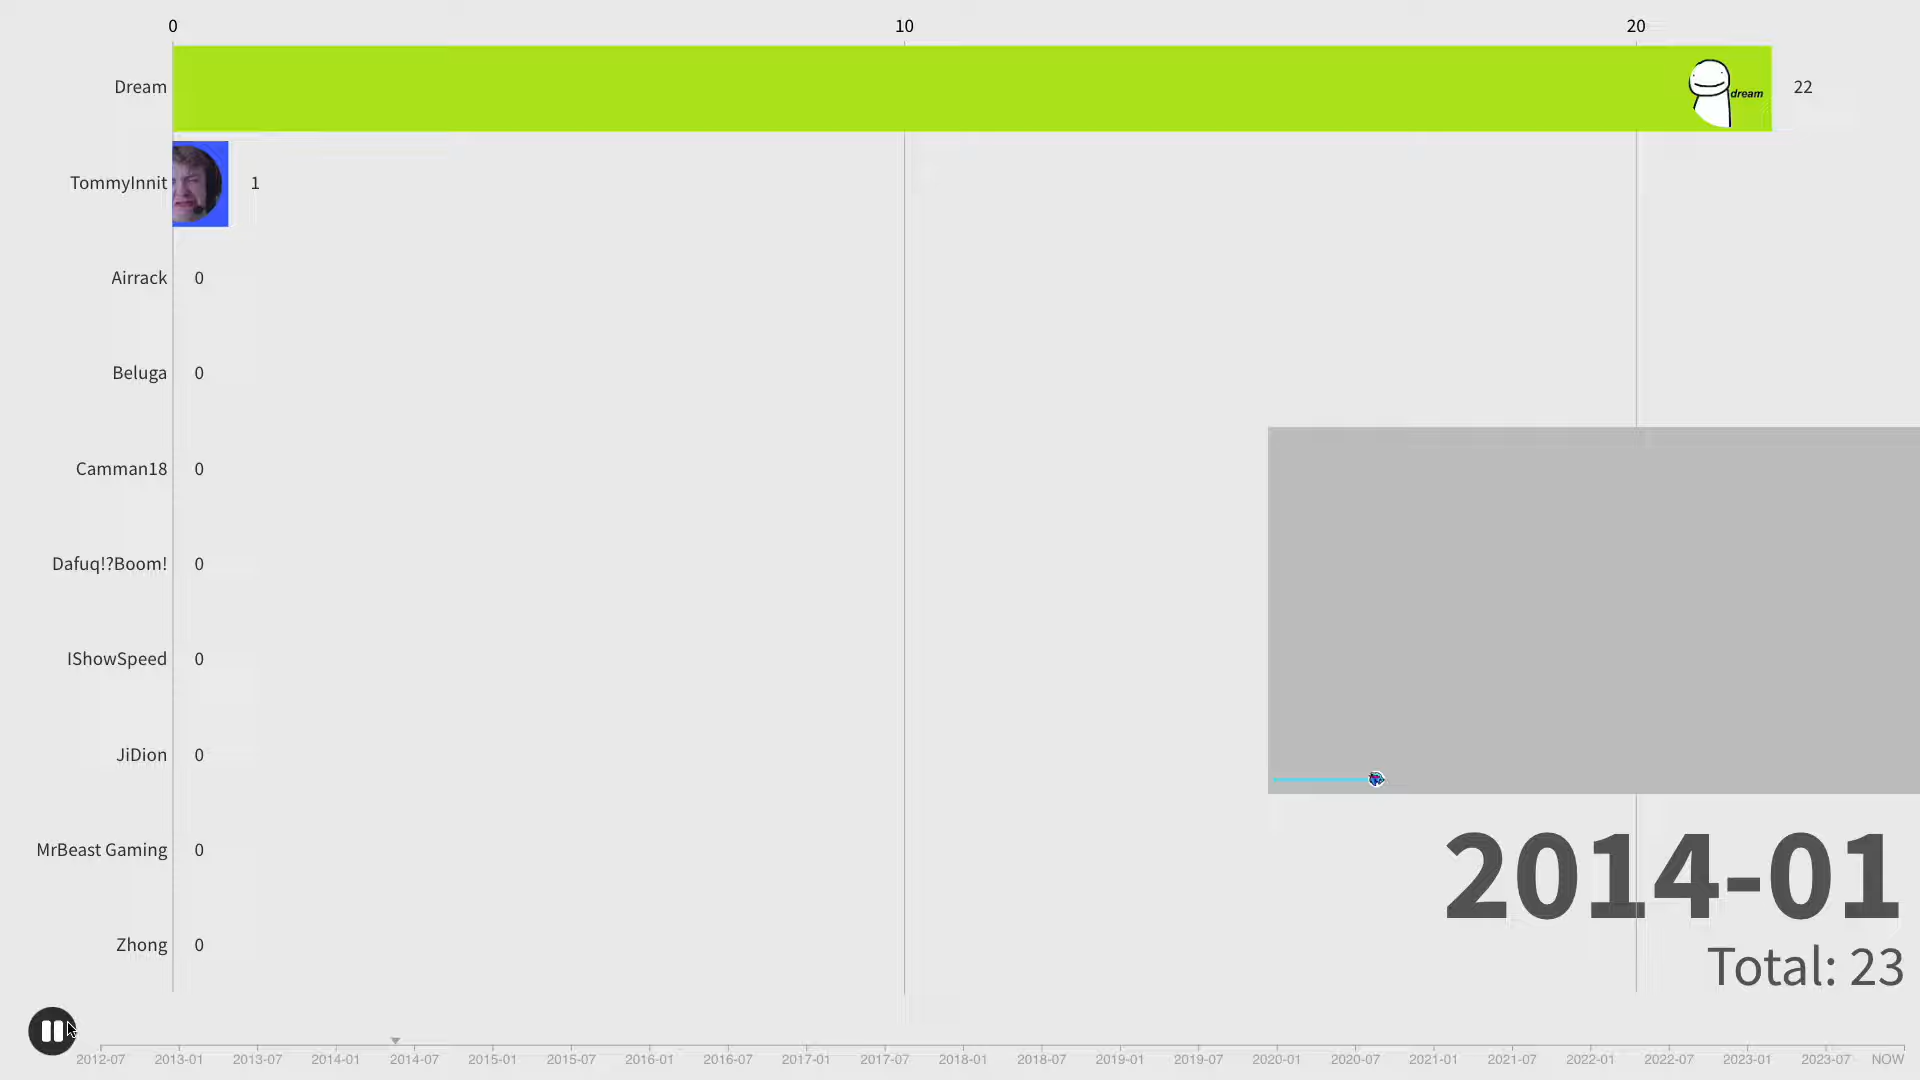 0 10 20
Dream 22
dream
TommyInnit 1
Airrack 0
Beluga 0
Camman18 0
Dafuq!?Boom! 0
IShowSpeed 0
JiDion 0
MrBeast Gaming 0
Zhong 0
2014-01
Total: 23
2012-07 2013-01 2013-07 2014-01 2014-07 2015-01 2015-07 2016-01 2016-07 2017-01 2017-07 2018-01 2018-07 2019-01 2019-07 2020-01 2020-07 2021-01 2021-07 2022-01 2022-07 2023-01 2023-07 NOW